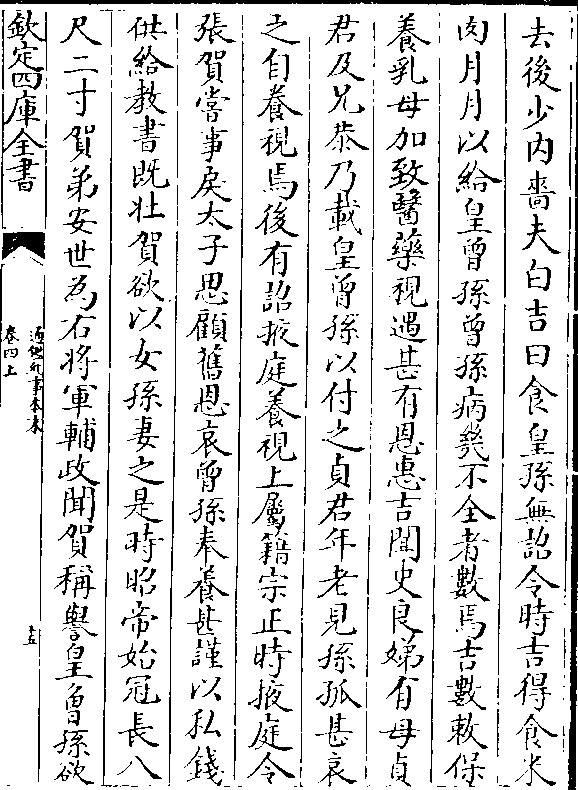 去後少内嗇夫白吉曰食皇孫無詔令時吉得食米
肉月月以給皇曾孫曾孫病幾不全者數焉吉數敕保
養乳母加致醫藥視遇甚有恩惠吉聞史良娣有母貞
君及兄恭乃載皇曾孫以付之貞君年老見孫孤甚哀
之自養視焉後有詔掖庭養視上屬籍宗正時掖庭令
張賀嘗事戾太子思顧舊恩哀曾孫奉養甚謹以私錢
供給教書既壯賀欲以女孫妻之是時昭帝始冠長八
尺二寸賀弟安世為右將軍輔政聞賀稱譽皇曾孫欲
欽定四庫全書
通鑑紀事本末
卷四上
十五